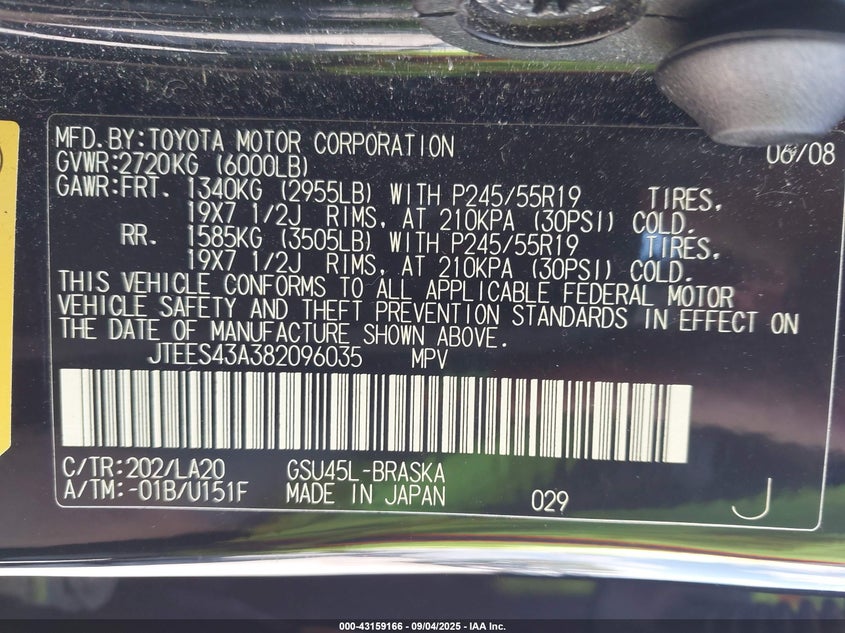 MFD. BY: TOYOTA MOTOR CORPORATION 06/08
GVWR: 2720KG (6000LB)
GAWR: FRT. 1340KG (2955LB) WITH P245/55R19 TIRES,
19X7 1/2J RIMS, AT 210KPA (30PSI) COLD.
RR. 1585KG (3505LB) WITH P245/55R19 TIRES,
19X7 1/2J RIMS, AT 210KPA (30PSI) COLD.
THIS VEHICLE CONFORMS TO ALL APPLICABLE FEDERAL MOTOR
VEHICLE SAFETY AND THEFT PREVENTION STANDARDS IN EFFECT ON
THE DATE OF MANUFACTURE SHOWN ABOVE.
JTEES43A382096035 MPV
C/TR: 202/LA20 GSU45L-BRASKA
A/TM: -01B/U151F MADE IN JAPAN 029 J
000-43159166 - 09/04/2025 - IAA Inc.